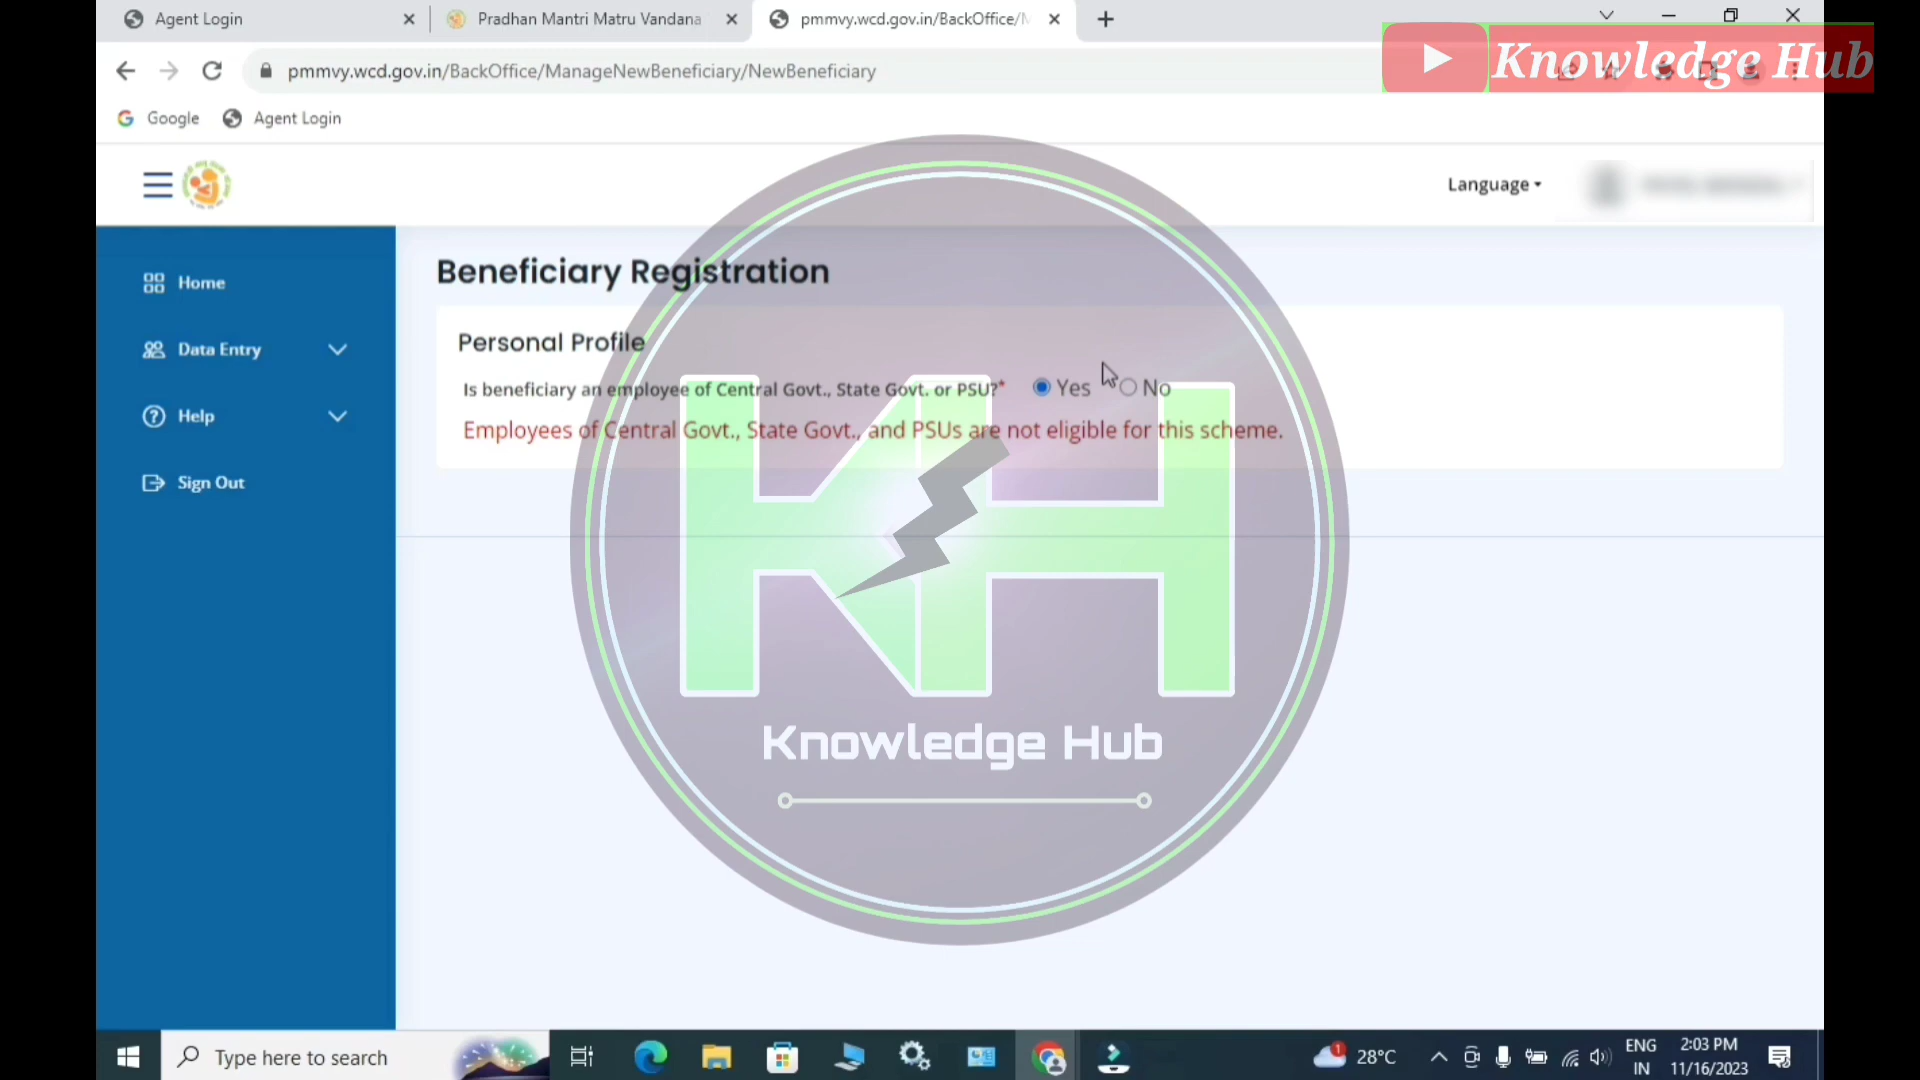 Agent Login
Pradhan Mantri Matru Vandana
pmmvy.wcd.gov.in/BackOffice/M
Knowledge Hub
pmmvy.wcd.gov.in/BackOffice/ManageNewBeneficiary/NewBeneficiary
Google
Agent Login
Language
Beneficiary Registration
Home
Personal Profile
Data Entry
Is beneficiary an employee of Central Govt., State Govt. or PSU?* Yes No
Help
Employees of Central Govt., State Govt., and PSUs are not eligible for this scheme.
Sign Out
KH
Knowledge Hub
Type here to search
1
28°C
ENG
IN
2:03 PM
11/16/2023